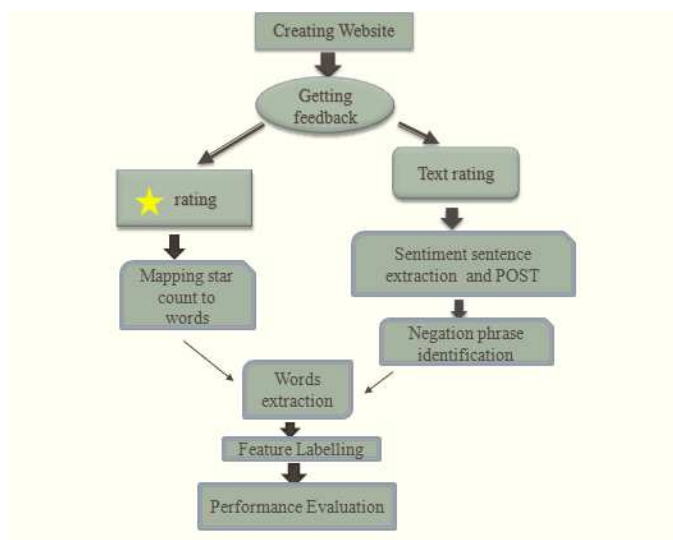 Creating Website
Getting
feedback
rating
Text rating
Mapping star
count to
words
Sentiment sentence
extraction and POST
Negation phrase
identification
Words
extraction
Feature Labelling
Performance Evaluation